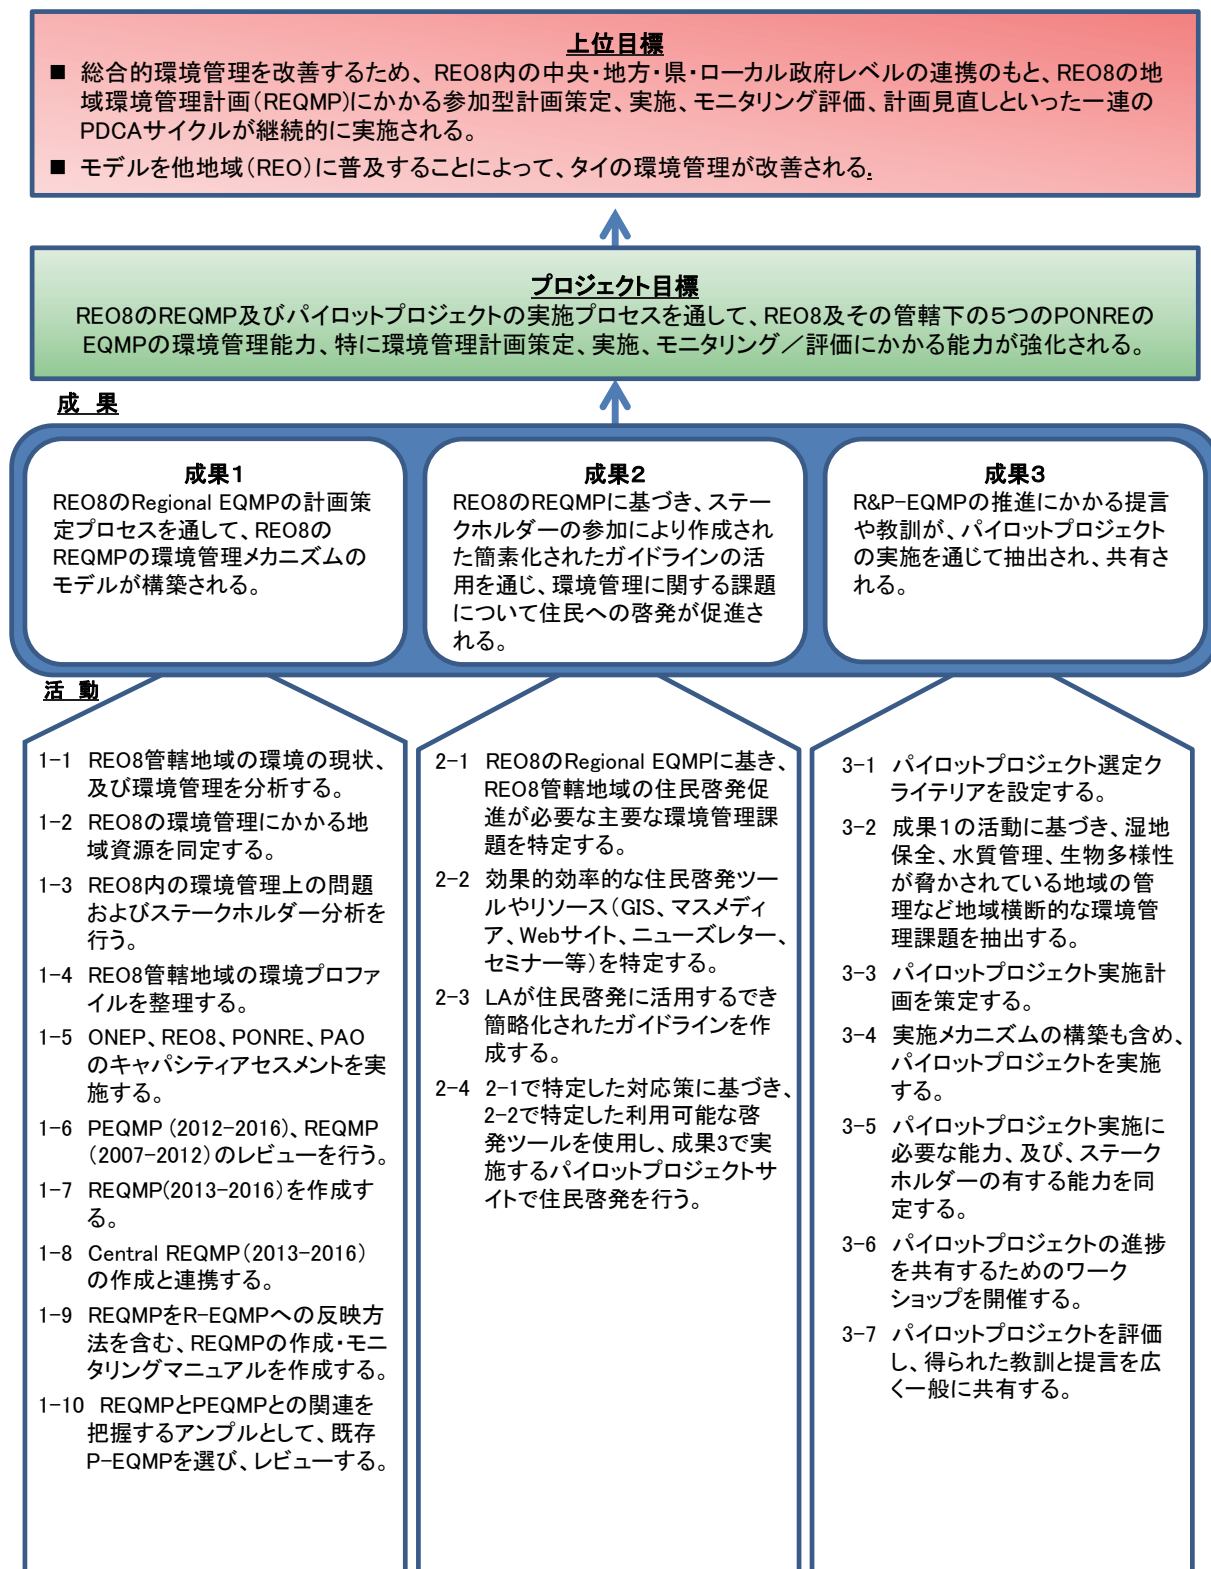 上位目標
■ 総合的環境管理を改善するため、REO8内の中央・地方・県・ローカル政府レベルの連携のもと、REO8の地
域環境管理計画(REQMP)にかかる参加型計画策定、実施、モニタリング評価、計画見直しといった一連の
PDCAサイクルが継続的に実施される。
■ モデルを他地域(REO)に普及することによって、タイの環境管理が改善される.
プロジェクト目標
REO8のREQMP及びパイロットプロジェクトの実施プロセスを通して、REO8及その管轄下の5つのPONREの
EQMPの環境管理能力、特に環境管理計画策定、実施、モニタリング／評価にかかる能力が強化される。
成 果
成果1
REO8のRegional EQMPの計画策
定プロセスを通して、REO8の
REQMPの環境管理メカニズムの
モデルが構築される。
成果2
REO8のREQMPに基づき、ステー
クホルダーの参加により作成され
た簡素化されたガイドラインの活
用を通じ、環境管理に関する課題
について住民への啓発が促進さ
れる。
成果3
R&P-EQMPの推進にかかる提言
や教訓が、パイロットプロジェクト
の実施を通じて抽出され、共有さ
れる。
活 動
1-1 REO8管轄地域の環境の現状、
及び環境管理を分析する。
1-2 REO8の環境管理にかかる地
域資源を同定する。
1-3 REO8内の環境管理上の問題
およびステークホルダー分析を
行う。
1-4 REO8管轄地域の環境プロファ
イルを整理する。
1-5 ONEP、REO8、PONRE、PAO
のキャパシティアセスメントを実
施する。
1-6 PEQMP (2012-2016)、REQMP
(2007-2012)のレビューを行う。
1-7 REQMP(2013-2016)を作成す
る。
1-8 Central REQMP(2013-2016)
の作成と連携する。
1-9 REQMPをR-EQMPへの反映方
法を含む、REQMPの作成・モニ
タリングマニュアルを作成する。
1-10 REQMPとPEQMPとの関連を
把握するアンプルとして、既存
P-EQMPを選び、レビューする。
2-1 REO8のRegional EQMPに基き、
REO8管轄地域の住民啓発促
進が必要な主要な環境管理課
題を特定する。
2-2 効果的効率的な住民啓発ツー
ルやリソース(GIS、マスメディ
ア、Webサイト、ニューズレター、
セミナー等)を特定する。
2-3 LAが住民啓発に活用するでき
簡略化されたガイドラインを作
成する。
2-4 2-1で特定した対応策に基づき、
2-2で特定した利用可能な啓
発ツールを使用し、成果3で実
施するパイロットプロジェクトサ
イトで住民啓発を行う。
3-1 パイロットプロジェクト選定ク
ライテリアを設定する。
3-2 成果1の活動に基づき、湿地
保全、水質管理、生物多様性
が脅かされている地域の管
理など地域横断的な環境管
理課題を抽出する。
3-3 パイロットプロジェクト実施計
画を策定する。
3-4 実施メカニズムの構築も含め、
パイロットプロジェクトを実施
する。
3-5 パイロットプロジェクト実施に
必要な能力、及び、ステーク
ホルダーの有する能力を同
定する。
3-6 パイロットプロジェクトの進捗
を共有するためのワーク
ショップを開催する。
3-7 パイロットプロジェクトを評価
し、得られた教訓と提言を広
く一般に共有する。